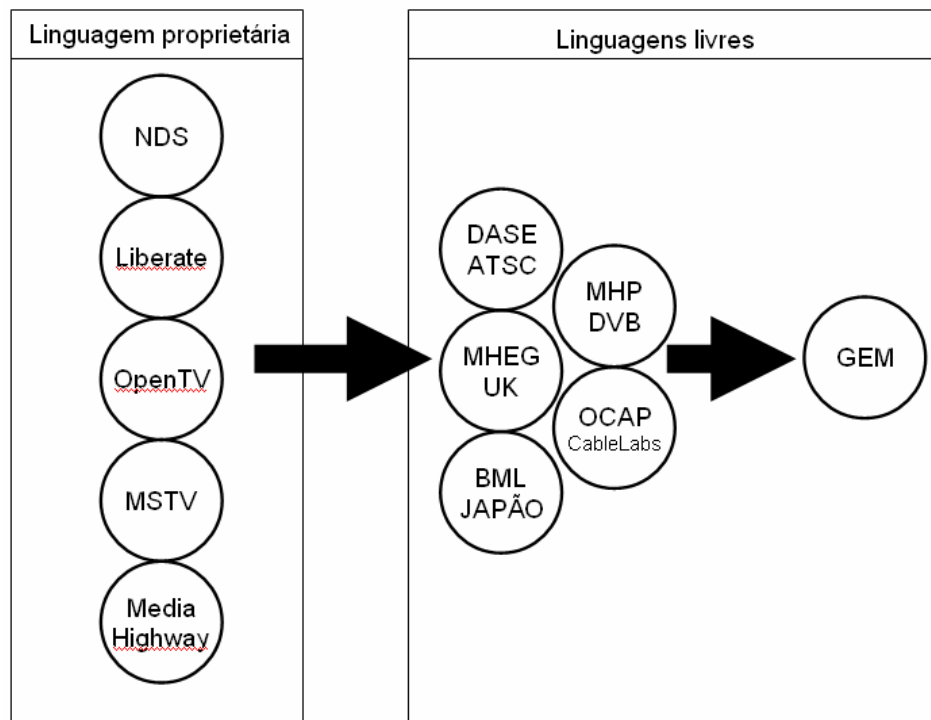 Linguagem proprietária
NDS
Liberate
OpenTV
MSTV
Media
Highway
Linguagens livres
DASE
ATSC
MHEG
UK
BML
JAPÃO
MHP
DVB
OCAP
CableLabs
GEM